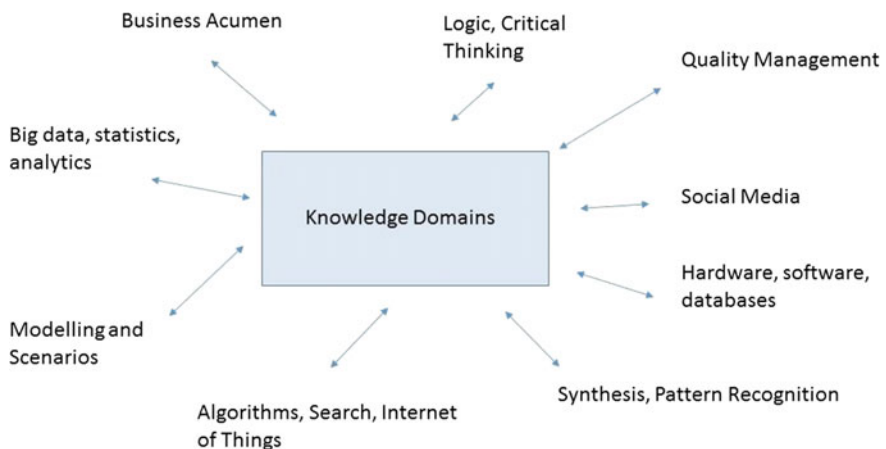 Business Acumen
Logic, Critical
Thinking
Quality Management
Big data, statistics,
analytics
Knowledge Domains
Social Media
Hardware, software,
databases
Modelling and
Scenarios
Synthesis, Pattern Recognition
Algorithms, Search, Internet
of Things